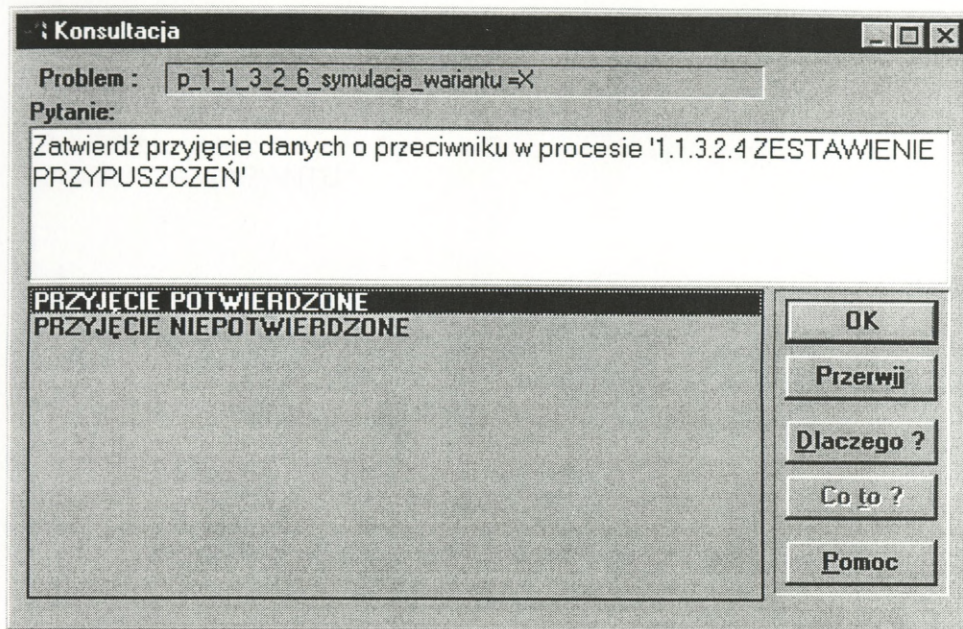 Konsultacja
Problem : p_1_1_3_2_6_symulacja_wariantu =X
Pytanie:
Zatwierdź przyjęcie danych o przeciwniku w procesie '1.1.3.2.4 ZESTAWIENIE
PRZYPUSZCZEŃ'
PRZYJĘCIE POTWIERDZONE
PRZYJĘCIE NIEPOTWIERDZONE
OK
Przerwij
Dlaczego ?
Co to ?
Pomoc